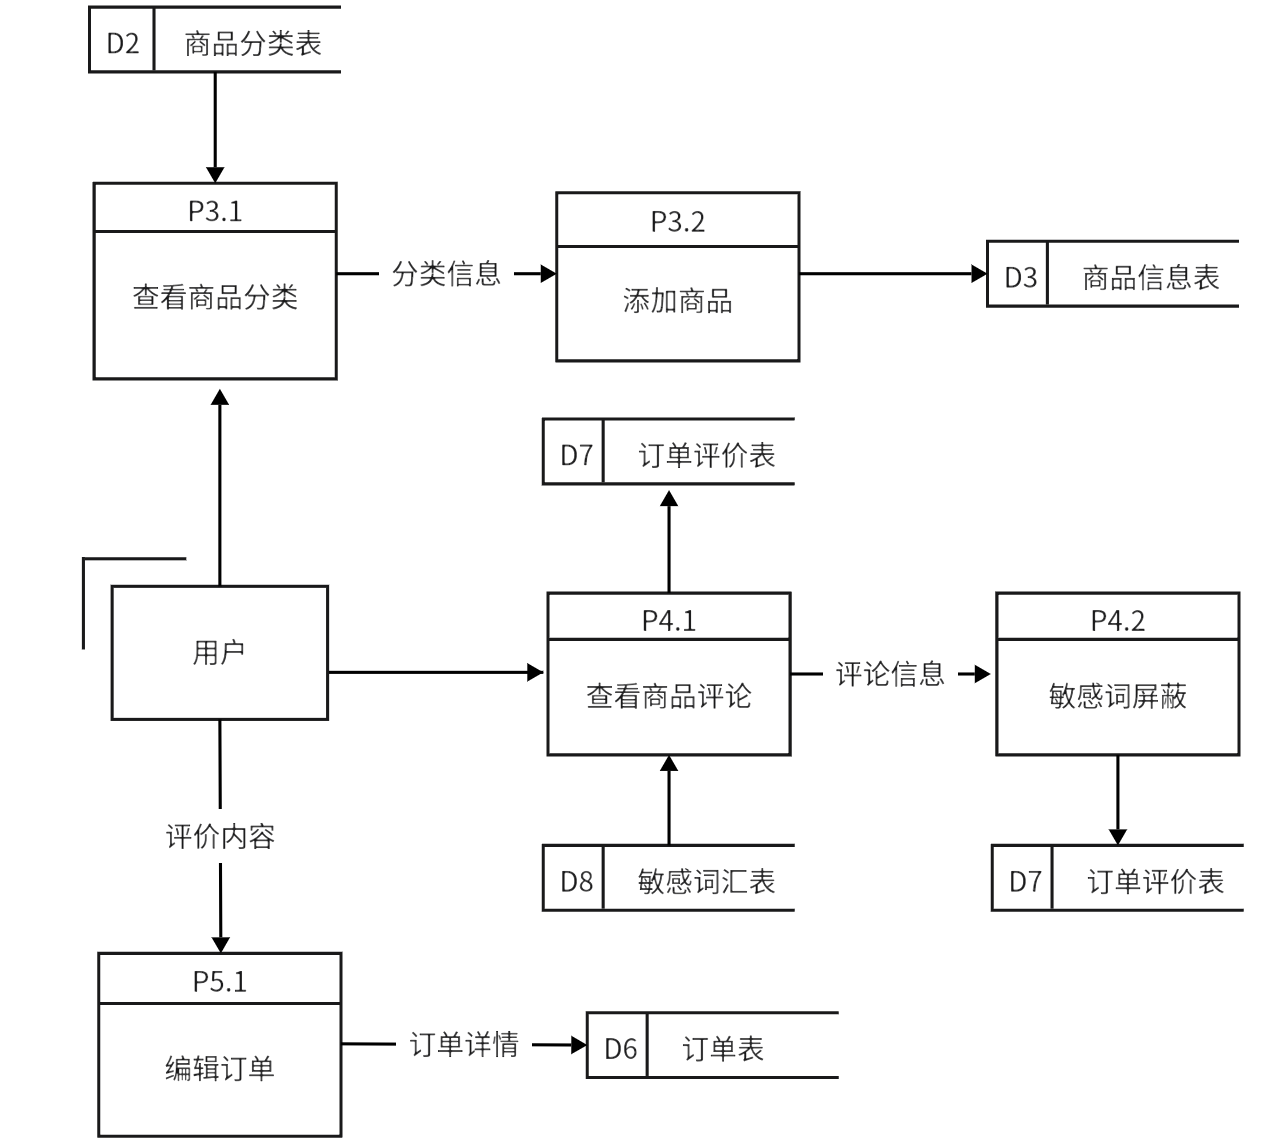 D2 商品分类表
P3.1
查看商品分类
分类信息
P3.2
添加商品
D3 商品信息表
D7 订单评价表
用户
P4.1
查看商品评论
评论信息
P4.2
敏感词屏蔽
评价内容
D8 敏感词汇表
D7 订单评价表
P5.1
编辑订单
订单详情
D6 订单表